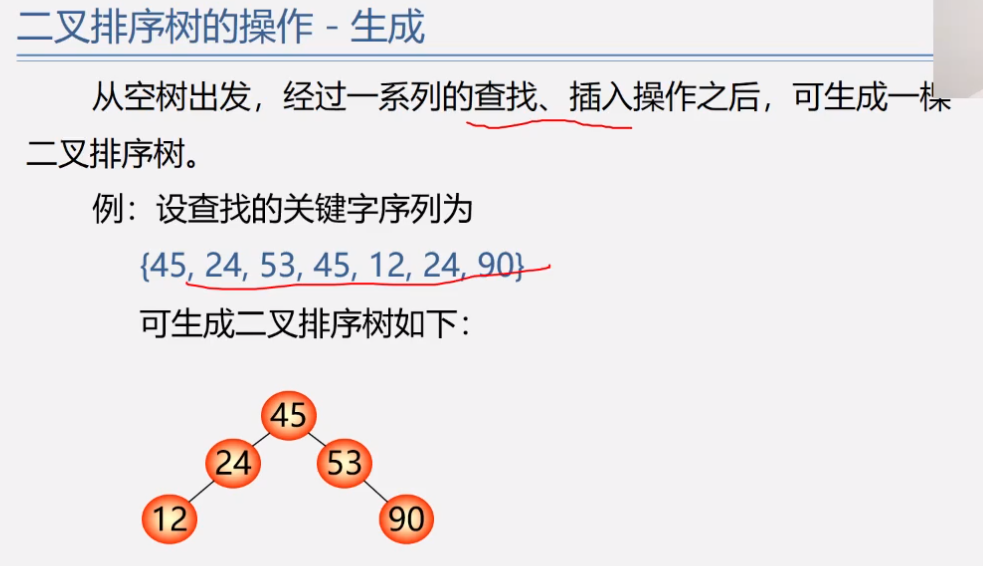 二叉排序树的操作 - 生成
从空树出发，经过一系列的查找、插入操作之后，可生成一棵
二叉排序树。
例：设查找的关键字序列为
{45, 24, 53, 45, 12, 24, 90}
可生成二叉排序树如下：
45
24 53
12 90